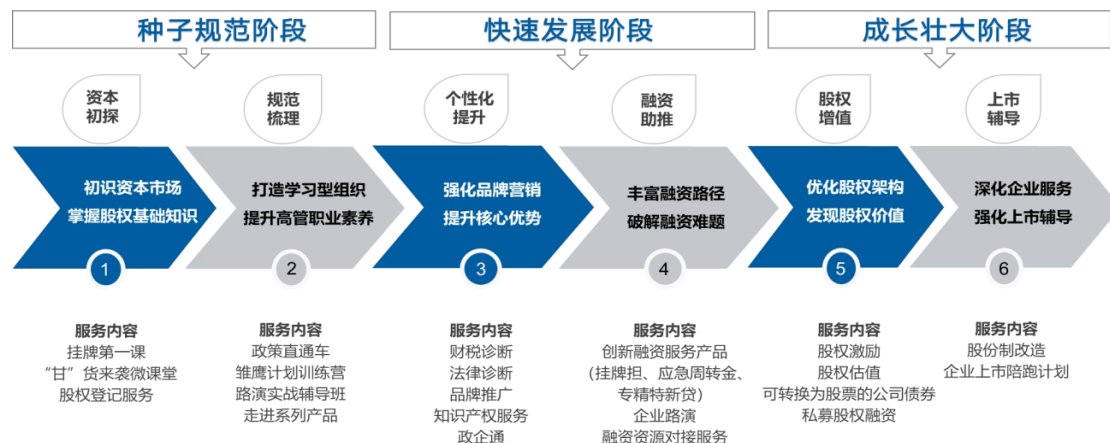 种子规范阶段
快速发展阶段
成长壮大阶段
资本
初探
规范
梳理
个性化
提升
融资
助推
股权
增值
上市
辅导
初识资本市场
掌握股权基础知识
打造学习型组织
提升高管职业素养
强化品牌营销
提升核心优势
丰富融资路径
破解融资难题
优化股权架构
发现股权价值
深化企业服务
强化上市辅导
1
2
3
4
5
6
服务内容
挂牌第一课
“甘”货来袭微课堂
股权登记服务
服务内容
政策直通车
雏鹰计划训练营
路演实战辅导班
走进系列产品
服务内容
财税诊断
法律诊断
品牌推广
知识产权服务
政企通
服务内容
创新融资服务产品
（挂牌担、应急周转金、
专精特新贷）
企业路演
融资资源对接服务
服务内容
股权激励
股权估值
可转换为股票的公司债券
私募股权融资
服务内容
股份制改造
企业上市陪跑计划